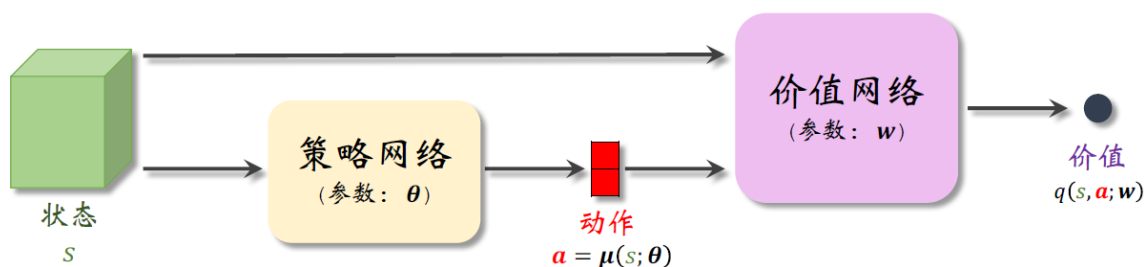 状态
s
策略网络
(参数: θ)
动作
a = μ(s; θ)
价值网络
(参数: w)
价值
q(s, a; w)